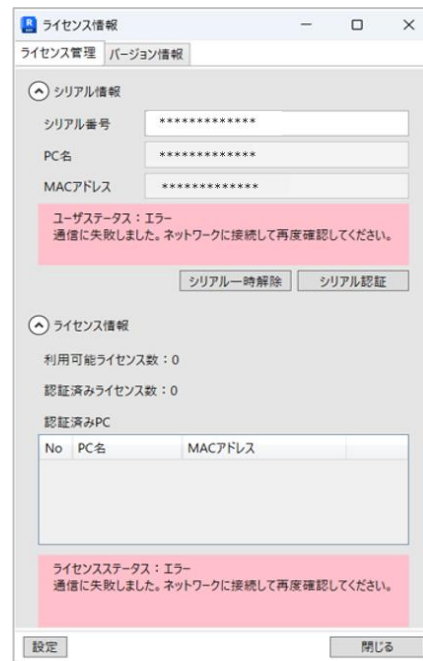 R
ライセンス情報
ライセンス管理 バージョン情報
シリアル情報
シリアル番号 *************
PC名 *************
MACアドレス *************
ユーザステータス：エラー
通信に失敗しました。ネットワークに接続して再度確認してください。
シリアル一時解除 シリアル認証
ライセンス情報
利用可能ライセンス数：0
認証済みライセンス数：0
認証済みPC
No PC名 MACアドレス
ライセンスステータス：エラー
通信に失敗しました。ネットワークに接続して再度確認してください。
設定 閉じる